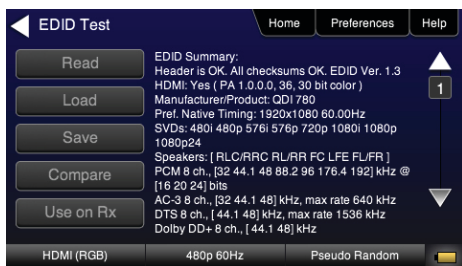 EDID Test
Home
Preferences
Help
Read
Load
Save
Compare
Use on Rx
EDID Summary:
Header is OK. All checksums OK. EDID Ver. 1.3
HDMI: Yes ( PA 1.0.0.0, 36, 30 bit color )
Manufacturer/Product: QDI 780
Pref. Native Timing: 1920x1080 60.00Hz
SVDs: 480i 480p 576i 576p 720p 1080i 1080p
1080p24
Speakers: [ RLC/RRC RL/RR FC LFE FL/FR ]
PCM 8 ch., [32 44.1 48 88.2 96 176.4 192] kHz @
[16 20 24] bits
AC-3 8 ch., [32 44.1 48] kHz, max rate 640 kHz
DTS 8 ch., [ 44.1 48] kHz, max rate 1536 kHz
Dolby DD+ 8 ch., [ 44.1 48] kHz
1
HDMI (RGB)
480p 60Hz
Pseudo Random